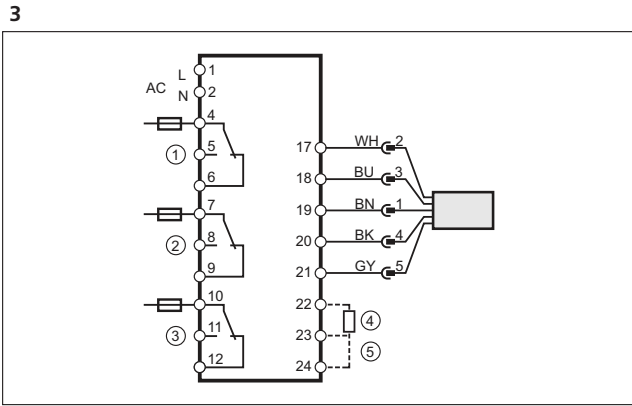 3
L 1
AC
N 2
4
① 5
6
7
② 8
9
10
③ 11
12
17 WH 2
18 BU 3
19 BN 1
20 BK 4
21 GY 5
22
④
23
⑤
24